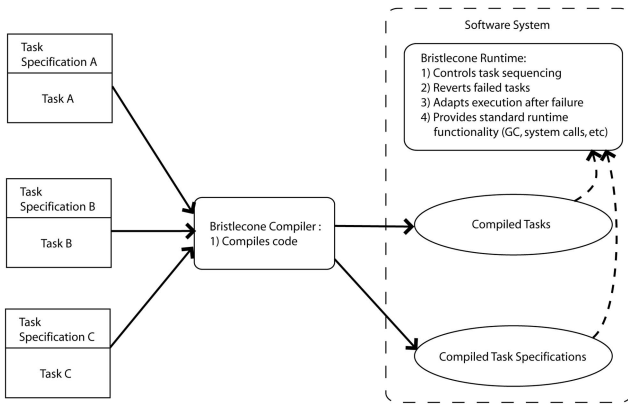 Software System
Task
Specification A
Task A
Task
Specification B
Task B
Task
Specification C
Task C
Bristlecone Compiler :
1) Compiles code
Bristlecone Runtime:
1) Controls task sequencing
2) Reverts failed tasks
3) Adapts execution after failure
4) Provides standard runtime
functionality (GC, system calls, etc)
Compiled Tasks
Compiled Task Specifications